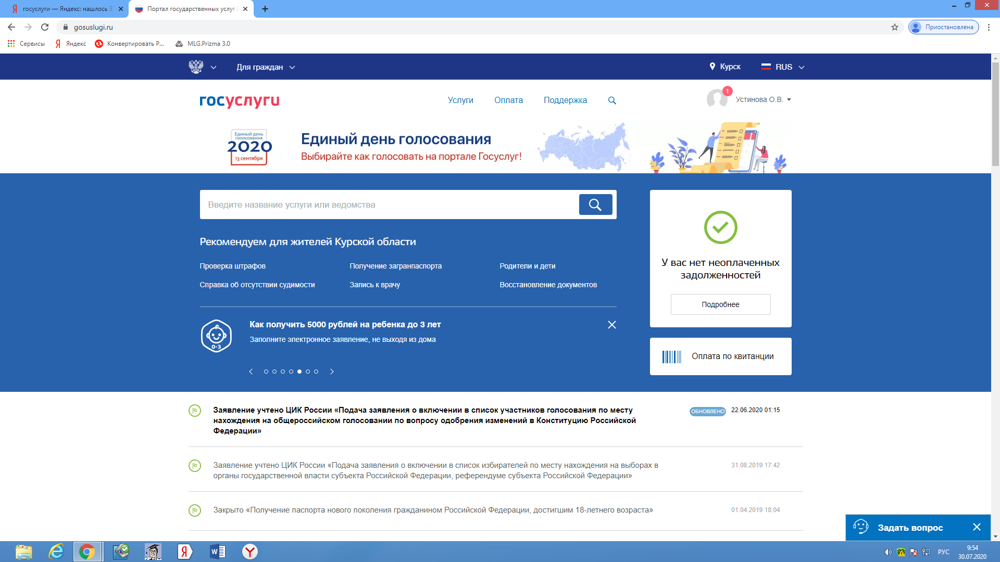 госуслуги — Яндекс: нашлось 3
Портал государственных услуг
gosuslugi.ru
Приостановлена
Сервисы
Яндекс
Конвертировать P...
MLG.Prizma 3.0
Для граждан
Курск
RUS
госуслуги
Услуги
Оплата
Поддержка
1
Устинова О.В.
Единый день
голосования
2020
13 сентября
Единый день голосования
Выбирайте как голосовать на портале Госуслуг!
Введите название услуги или ведомства
Рекомендуем для жителей Курской области
Проверка штрафов
Получение загранпаспорта
Родители и дети
Справка об отсутствии судимости
Запись к врачу
Восстановление документов
У вас нет неоплаченных
задолженностей
Подробнее
0-3
Как получить 5000 рублей на ребенка до 3 лет
Заполните электронное заявление, не выходя из дома
Оплата по квитанции
Заявление учтено ЦИК России «Подача заявления о включении в список участников голосования по месту
нахождения на общероссийском голосовании по вопросу одобрения изменений в Конституцию Российской
Федерации»
ОБНОВЛЕНО
22.06.2020 01:15
Заявление учтено ЦИК России «Подача заявления о включении в список избирателей по месту нахождения на выборах в
органы государственной власти субъекта Российской Федерации, референдуме субъекта Российской Федерации»
31.08.2019 17:42
Закрыто «Получение паспорта нового поколения гражданином Российской Федерации, достигшим 18-летнего возраста»
01.04.2019 18:04
Задать вопрос
РУС
9:54
30.07.2020